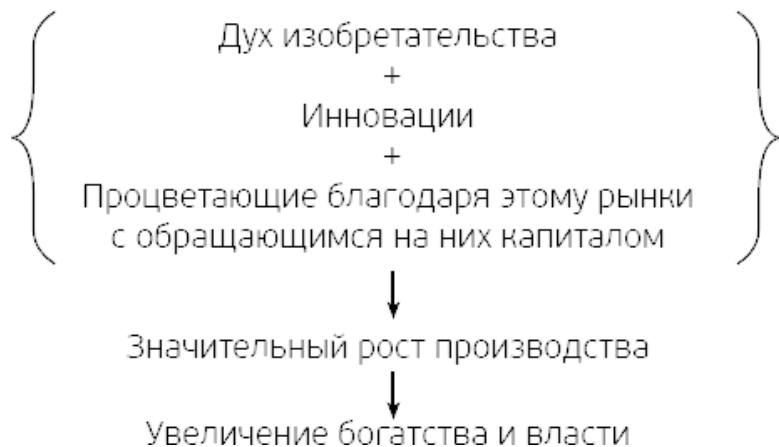 Дух изобретательства
+
Инновации
+
Процветающие благодаря этому рынки
с обращающимся на них капиталом
Значительный рост производства
Увеличение богатства и власти